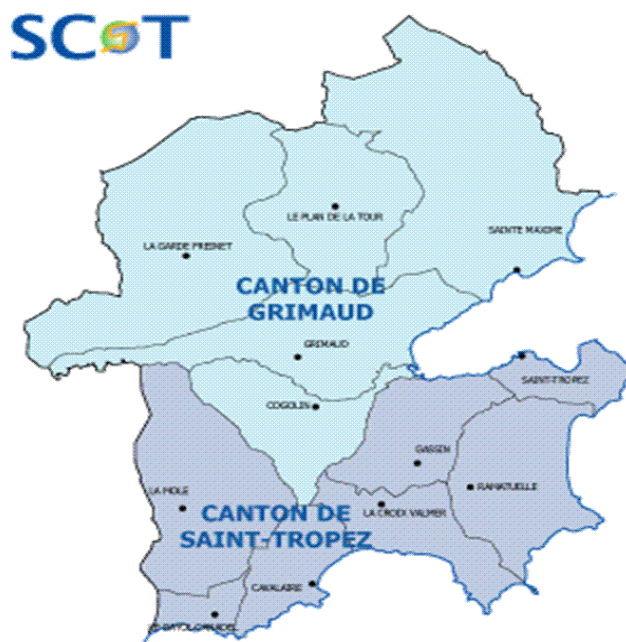 SCOT
LE PLAN DE LA TOUR
SAINTE MAXIME
LA GARDE FREINET
CANTON DE
GRIMAUD
GRIMAUD
SAINT-TROPEZ
COGOLIN
GASSIN
RAMATUELLE
LA MOLE
LA CROIX VALMER
CANTON DE
SAINT-TROPEZ
CAVALAIRE